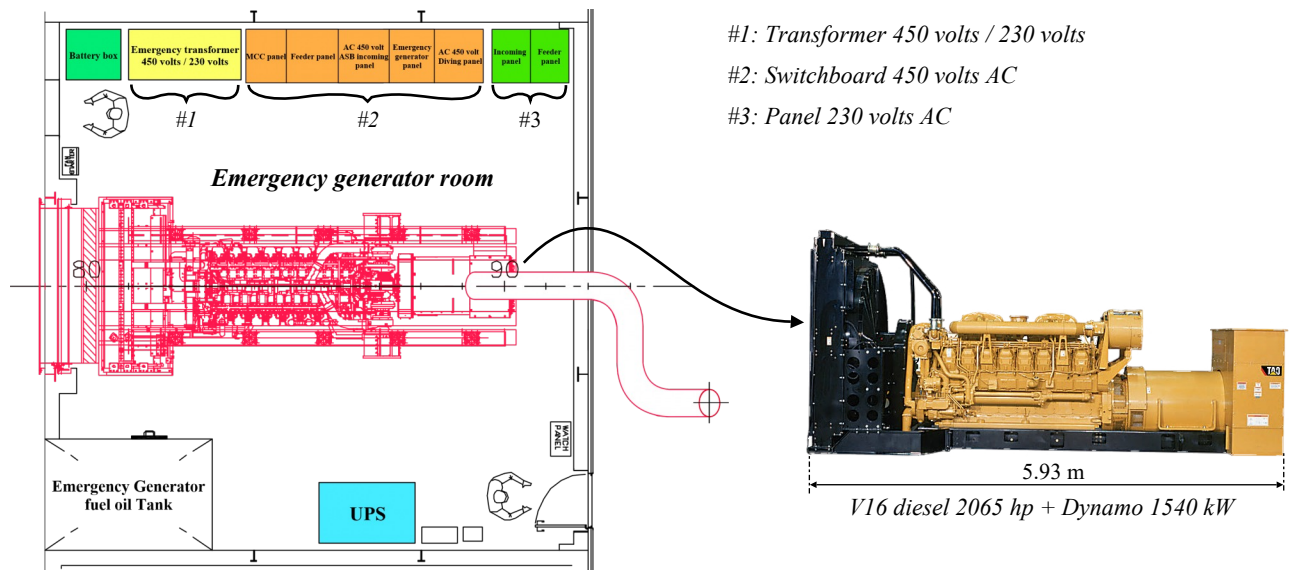 Battery box
Emergency transformer
450 volts / 230 volts
MCC panel
Feeder panel
AC 450 volt
ASB incoming
panel
Emergency
generator
panel
AC 450 volt
Diving panel
Incoming
panel
Feeder
panel
#1
#2
#3
#1: Transformer 450 volts / 230 volts
#2: Switchboard 450 volts AC
#3: Panel 230 volts AC
Emergency generator room
80
90
WATCH
PANEL
Emergency Generator
fuel oil Tank
UPS
CAT
5.93 m
V16 diesel 2065 hp + Dynamo 1540 kW